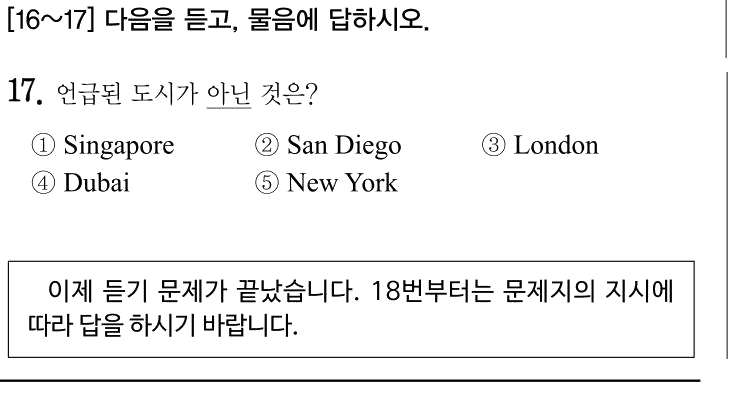 [16～17] 다음을 듣고, 물음에 답하시오.
17. 언급된 도시가 아닌 것은?
① Singapore ② San Diego ③ London
④ Dubai ⑤ New York
이제 듣기 문제가 끝났습니다. 18번부터는 문제지의 지시에
따라 답을 하시기 바랍니다.